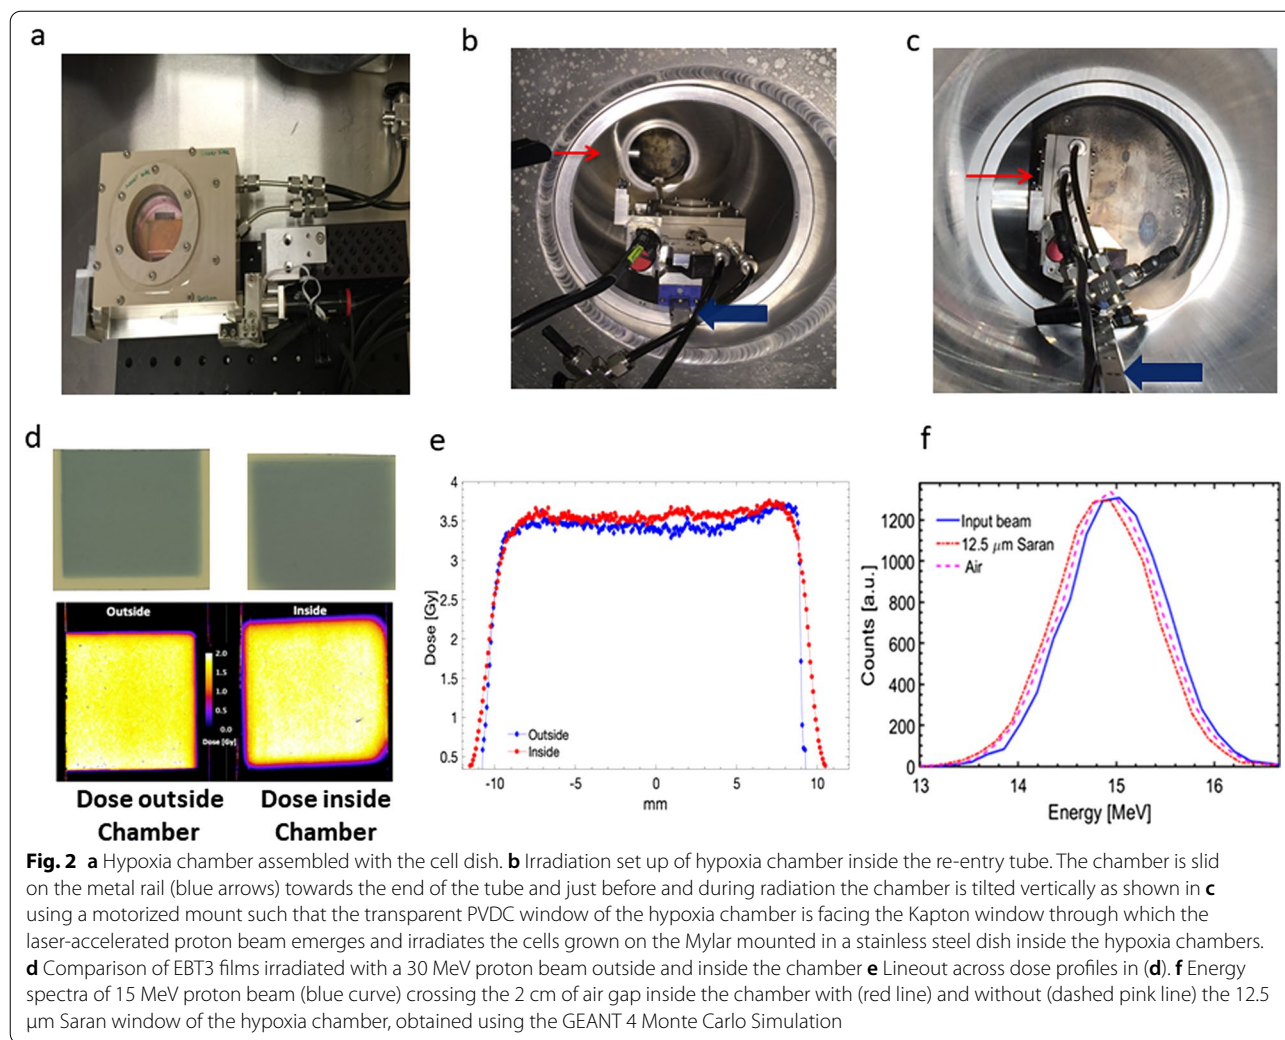 a
b
c
d
e
f
Outside
Inside
2.0
1.5
1.0
0.5
0.0
Dose [Gy]
Dose outside Chamber
Dose inside Chamber
4
3.5
3
2.5
2
1.5
1
0.5
Dose [Gy]
Outside
Inside
-10
-5
0
5
10
mm
1200
1000
800
600
400
200
0
Counts [a.u.]
Input beam
12.5 μm Saran
Air
13
14
15
16
Energy [MeV]
Fig. 2 a Hypoxia chamber assembled with the cell dish. b Irradiation set up of hypoxia chamber inside the re-entry tube. The chamber is slid
on the metal rail (blue arrows) towards the end of the tube and just before and during radiation the chamber is tilted vertically as shown in c
using a motorized mount such that the transparent PVDC window of the hypoxia chamber is facing the Kapton window through which the
laser-accelerated proton beam emerges and irradiates the cells grown on the Mylar mounted in a stainless steel dish inside the hypoxia chambers.
d Comparison of EBT3 films irradiated with a 30 MeV proton beam outside and inside the chamber e Lineout across dose profiles in (d). f Energy
spectra of 15 MeV proton beam (blue curve) crossing the 2 cm of air gap inside the chamber with (red line) and without (dashed pink line) the 12.5
μm Saran window of the hypoxia chamber, obtained using the GEANT 4 Monte Carlo Simulation